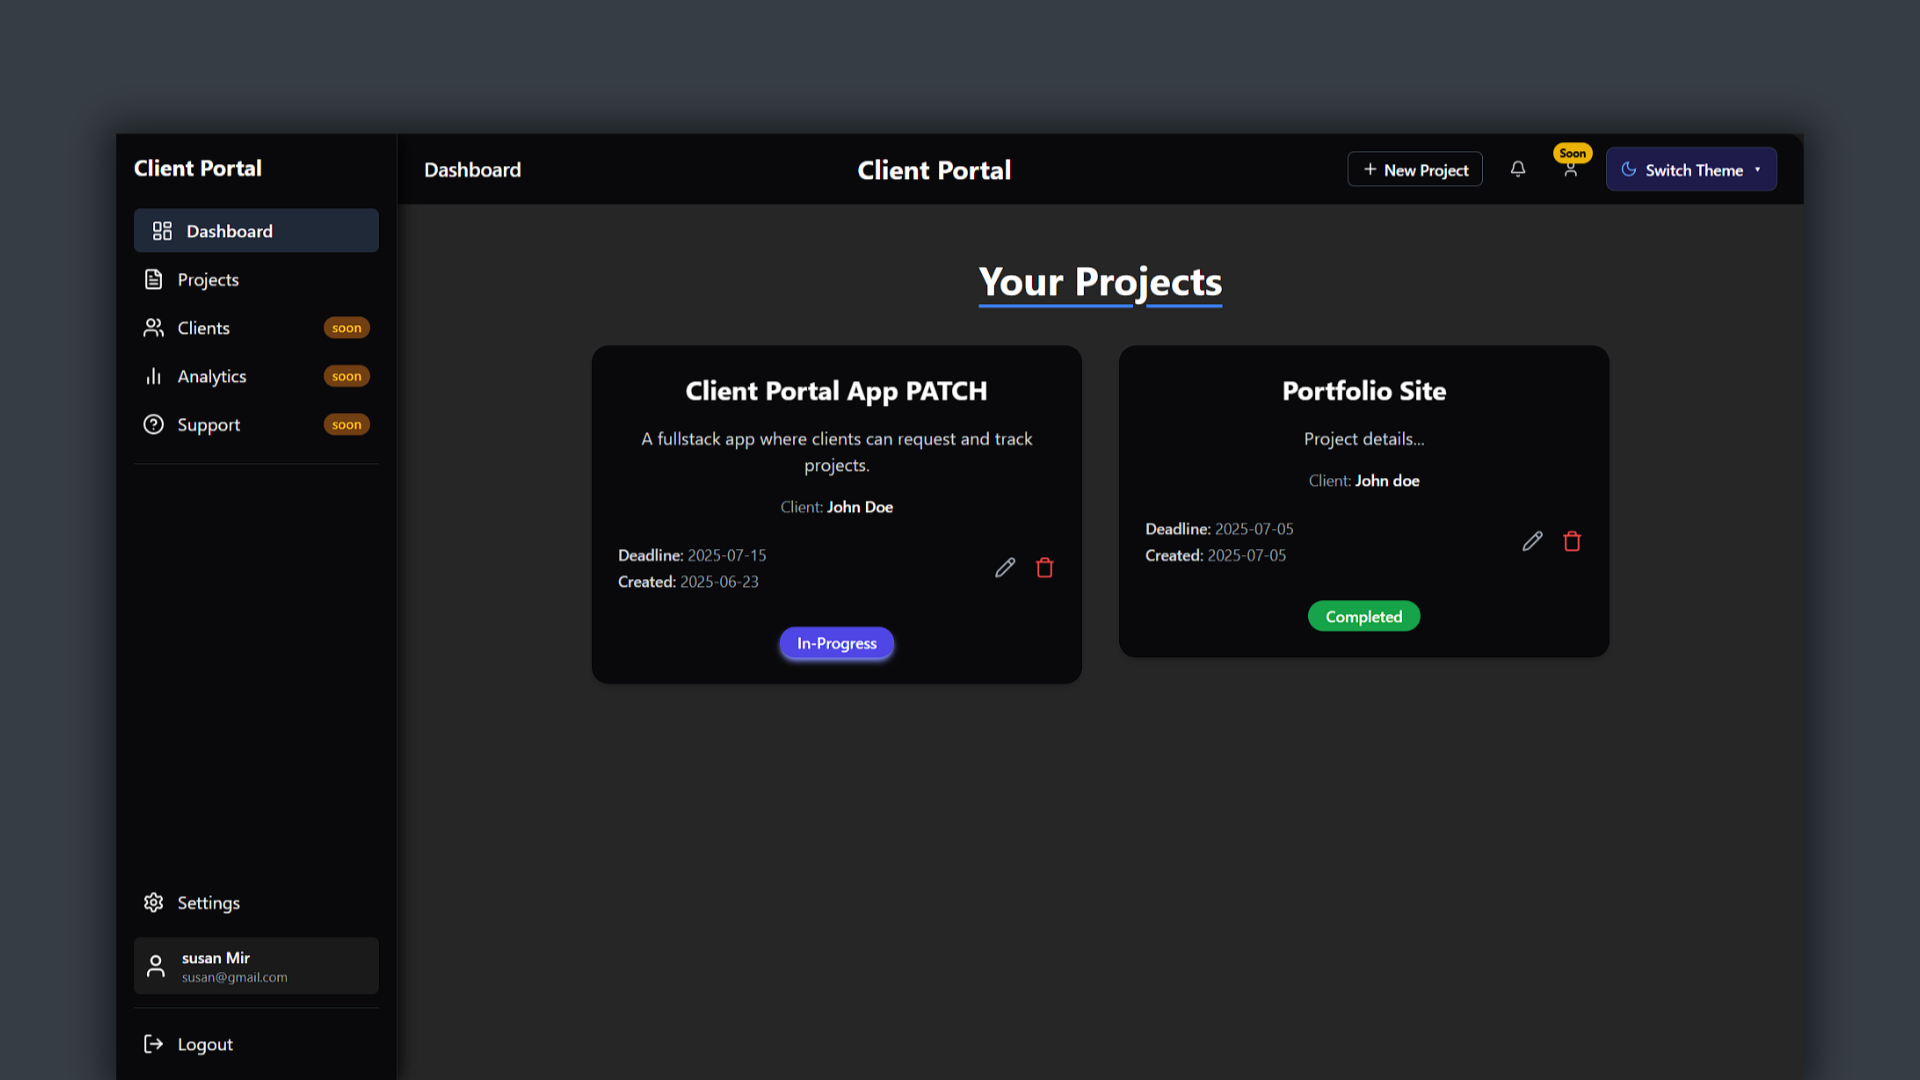 Client Portal
Dashboard
Projects
Clients soon
Analytics soon
Support soon
Settings
susan Mir
susan@gmail.com
Logout
Dashboard
Client Portal
New Project
Soon
Switch Theme
Your Projects
Client Portal App PATCH
A fullstack app where clients can request and track
projects.
Client: John Doe
Deadline: 2025-07-15
Created: 2025-06-23
In-Progress
Portfolio Site
Project details...
Client: John doe
Deadline: 2025-07-05
Created: 2025-07-05
Completed